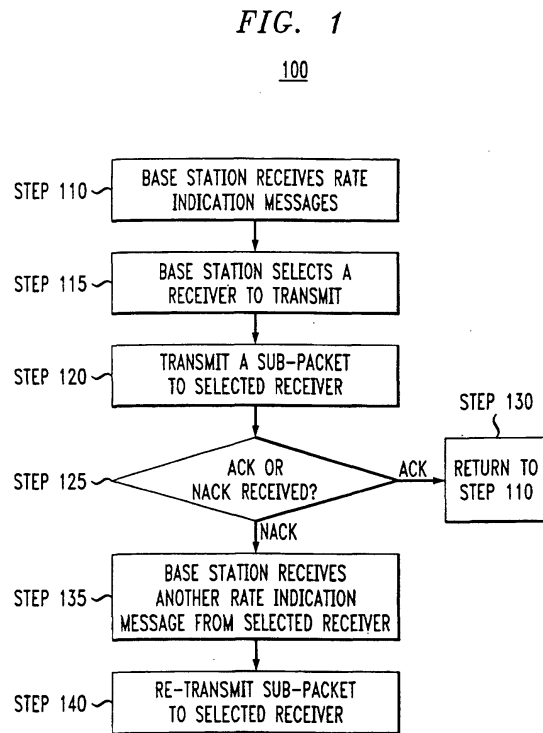 FIG. 1
100
STEP 110
BASE STATION RECEIVES RATE
INDICATION MESSAGES
STEP 115
BASE STATION SELECTS A
RECEIVER TO TRANSMIT
STEP 120
TRANSMIT A SUB-PACKET
TO SELECTED RECEIVER
STEP 125
ACK OR
NACK RECEIVED?
ACK
STEP 130
RETURN TO
STEP 110
NACK
STEP 135
BASE STATION RECEIVES
ANOTHER RATE INDICATION
MESSAGE FROM SELECTED RECEIVER
STEP 140
RE-TRANSMIT SUB-PACKET
TO SELECTED RECEIVER